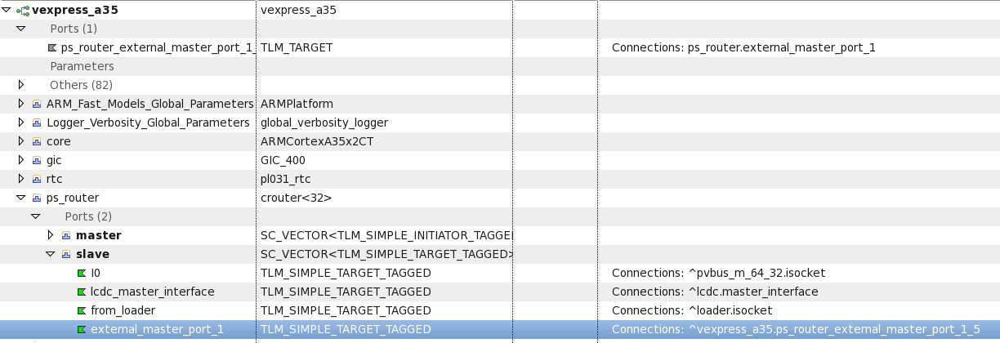 vexpress_a35 vexpress_a35
Ports (1)
ps_router_external_master_port_1_ TLM_TARGET Connections: ps_router.external_master_port_1
Parameters
Others (82)
ARM_Fast_Models_Global_Parameters ARMPlatform
Logger_Verbosity_Global_Parameters global_verbosity_logger
core ARMCortexA35x2CT
gic GIC_400
rtc pl031_rtc
ps_router crouter<32>
Ports (2)
master SC_VECTOR<TLM_SIMPLE_INITIATOR_TAGGE
slave SC_VECTOR<TLM_SIMPLE_TARGET_TAGGED>
I0 TLM_SIMPLE_TARGET_TAGGED Connections: ^pvbus_m_64_32.isocket
lcdc_master_interface TLM_SIMPLE_TARGET_TAGGED Connections: ^lcdc.master_interface
from_loader TLM_SIMPLE_TARGET_TAGGED Connections: ^loader.isocket
external_master_port_1 TLM_SIMPLE_TARGET_TAGGED Connections: ^vexpress_a35.ps_router_external_master_port_1_5